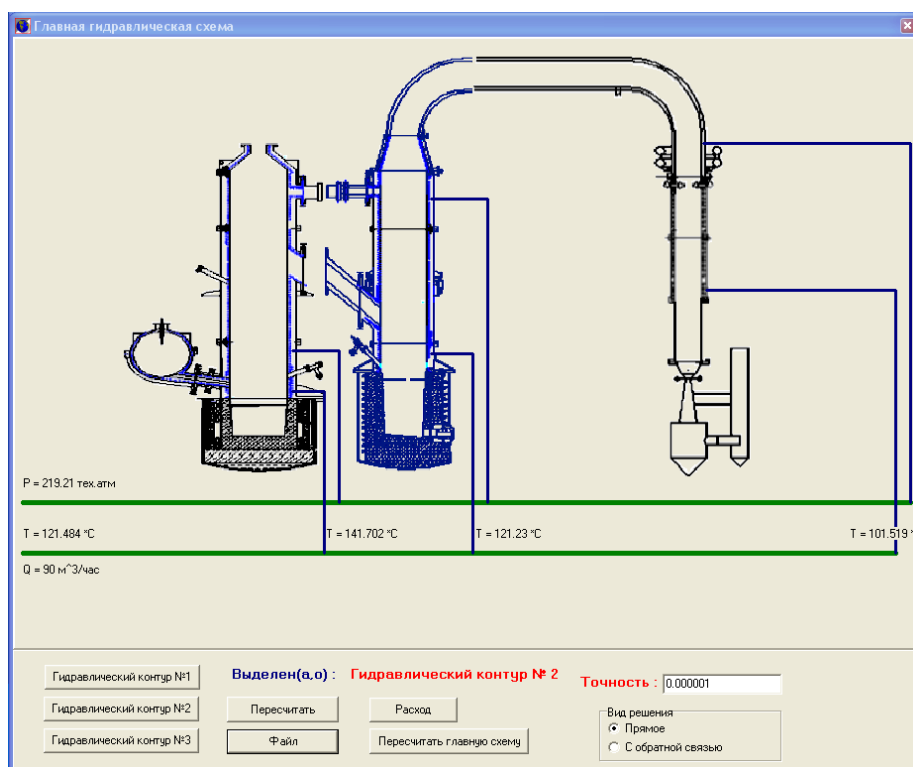 Главная гидравлическая схема
P = 219.21 тех.атм
T = 121.484 °C
T = 141.702 °C
T = 121.23 °C
T = 101.519 °
Q = 90 м^3/час
Гидравлический контур №1
Выделен(а,о) :
Гидравлический контур № 2
Точность :
0.000001
Гидравлический контур №2
Пересчитать
Расход
Вид решения
Прямое
Гидравлический контур №3
Файл
Пересчитать главную схему
С обратной связью